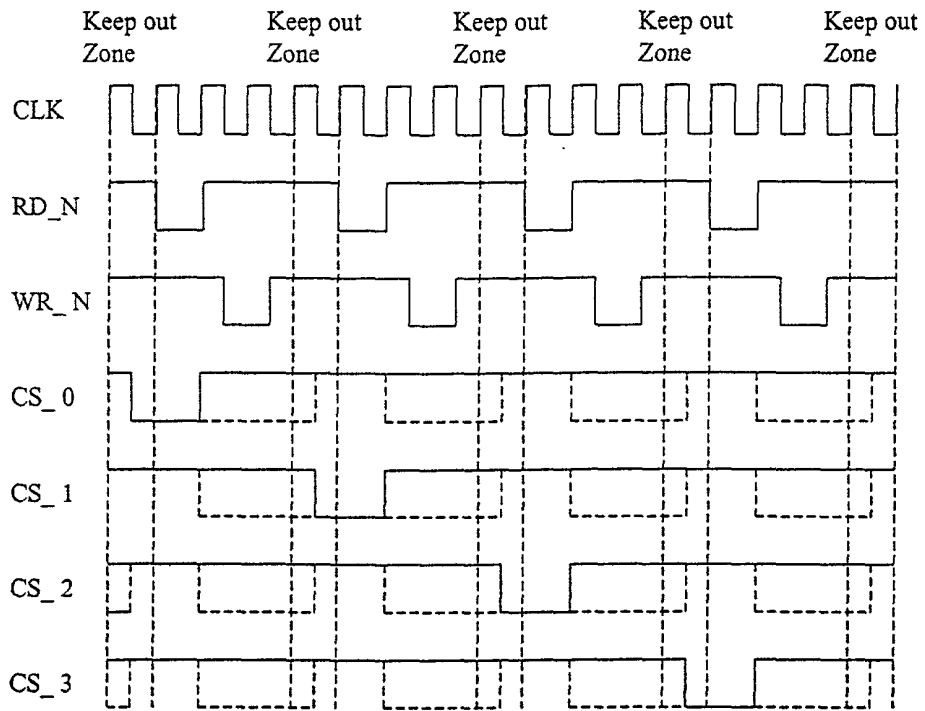 Keep out Keep out Keep out Keep out Keep out
Zone Zone Zone Zone Zone
CLK
RD_N
WR_ N
CS_ 0
CS_ 1
CS_ 2
CS_ 3